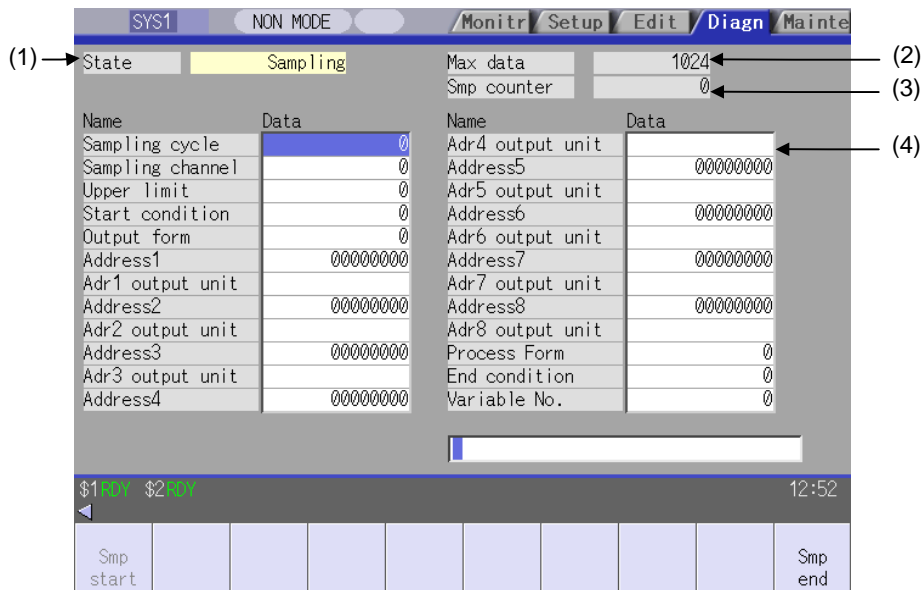 SYS1 NON MODE Monitr Setup Edit Diagn Mainte
(1) State Sampling Max data 1024 (2)
Smp counter 0 (3)
Name Data Name Data
Sampling cycle 0 Adr4 output unit (4)
Sampling channel 0 Address5 00000000
Upper limit 0 Adr5 output unit
Start condition 0 Address6 00000000
Output form 0 Adr6 output unit
Address1 00000000 Address7 00000000
Adr1 output unit Adr7 output unit
Address2 00000000 Address8 00000000
Adr2 output unit Adr8 output unit
Address3 00000000 Process Form 0
Adr3 output unit End condition 0
Address4 00000000 Variable No. 0
$1RDY $2RDY 12:52
Smp Smp
start end